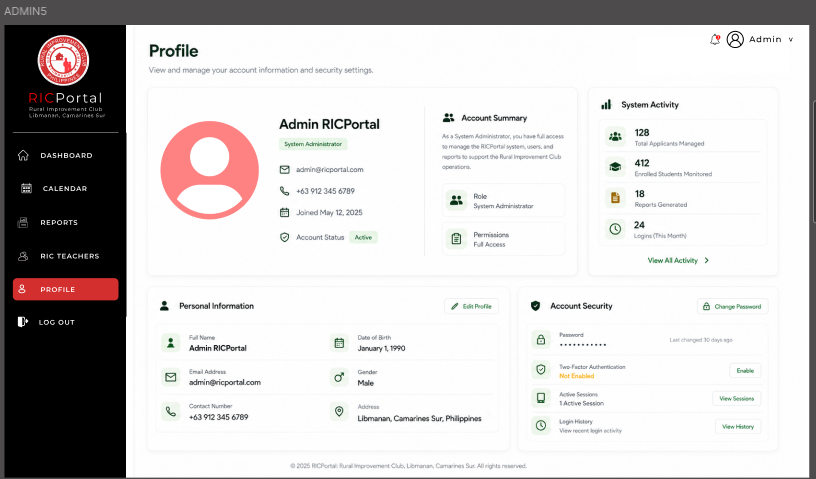 ADMIN5
RURAL IMPROVEMENT CLUB
PHILIPPINES
RICPortal
Rural Improvement Club
Libmanan, Camarines Sur
DASHBOARD
CALENDAR
REPORTS
RIC TEACHERS
PROFILE
LOG OUT
Profile
View and manage your account information and security settings.
Admin
Admin RICPortal
System Administrator
admin@ricportal.com
+63 912 345 6789
Joined May 12, 2025
Account Status Active
Account Summary
As a System Administrator, you have full access
to manage the RICPortal system, users, and
reports to support the Rural Improvement Club
operations.
Role
System Administrator
Permissions
Full Access
System Activity
128
Total Applicants Managed
412
Enrolled Students Monitored
18
Reports Generated
24
Logins (This Month)
View All Activity
Personal Information
Edit Profile
Full Name
Admin RICPortal
Date of Birth
January 1, 1990
Email Address
admin@ricportal.com
Gender
Male
Contact Number
+63 912 345 6789
Address
Libmanan, Camarines Sur, Philippines
Account Security
Change Password
Password
•••••••••••
Last changed 30 days ago
Two-Factor Authentication
Not Enabled
Enable
Active Sessions
1 Active Session
View Sessions
Login History
View recent login activity
View History
© 2025 RICPortal: Rural Improvement Club, Libmanan, Camarines Sur. All rights reserved.